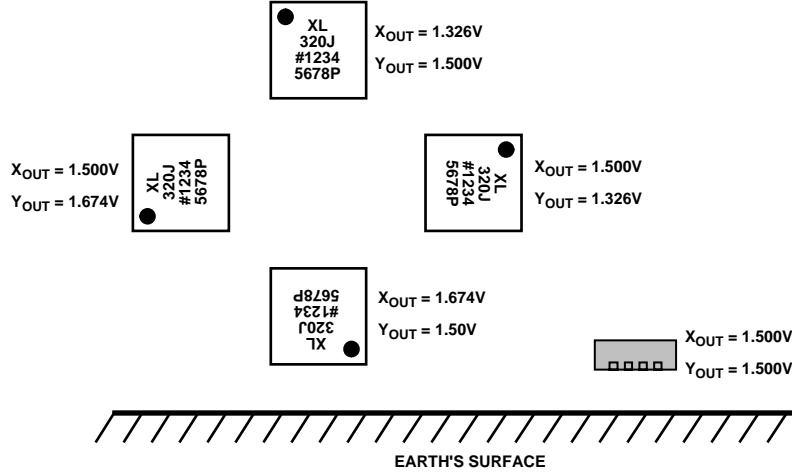 XL
320J
#1234
5678P
XOUT = 1.326V
YOUT = 1.500V
XOUT = 1.500V
YOUT = 1.674V
XL
320J
#1234
5678P
XL
320J
#1234
5678P
XOUT = 1.500V
YOUT = 1.326V
XL
320J
#1234
5678P
XOUT = 1.674V
YOUT = 1.50V
XOUT = 1.500V
YOUT = 1.500V
EARTH'S SURFACE